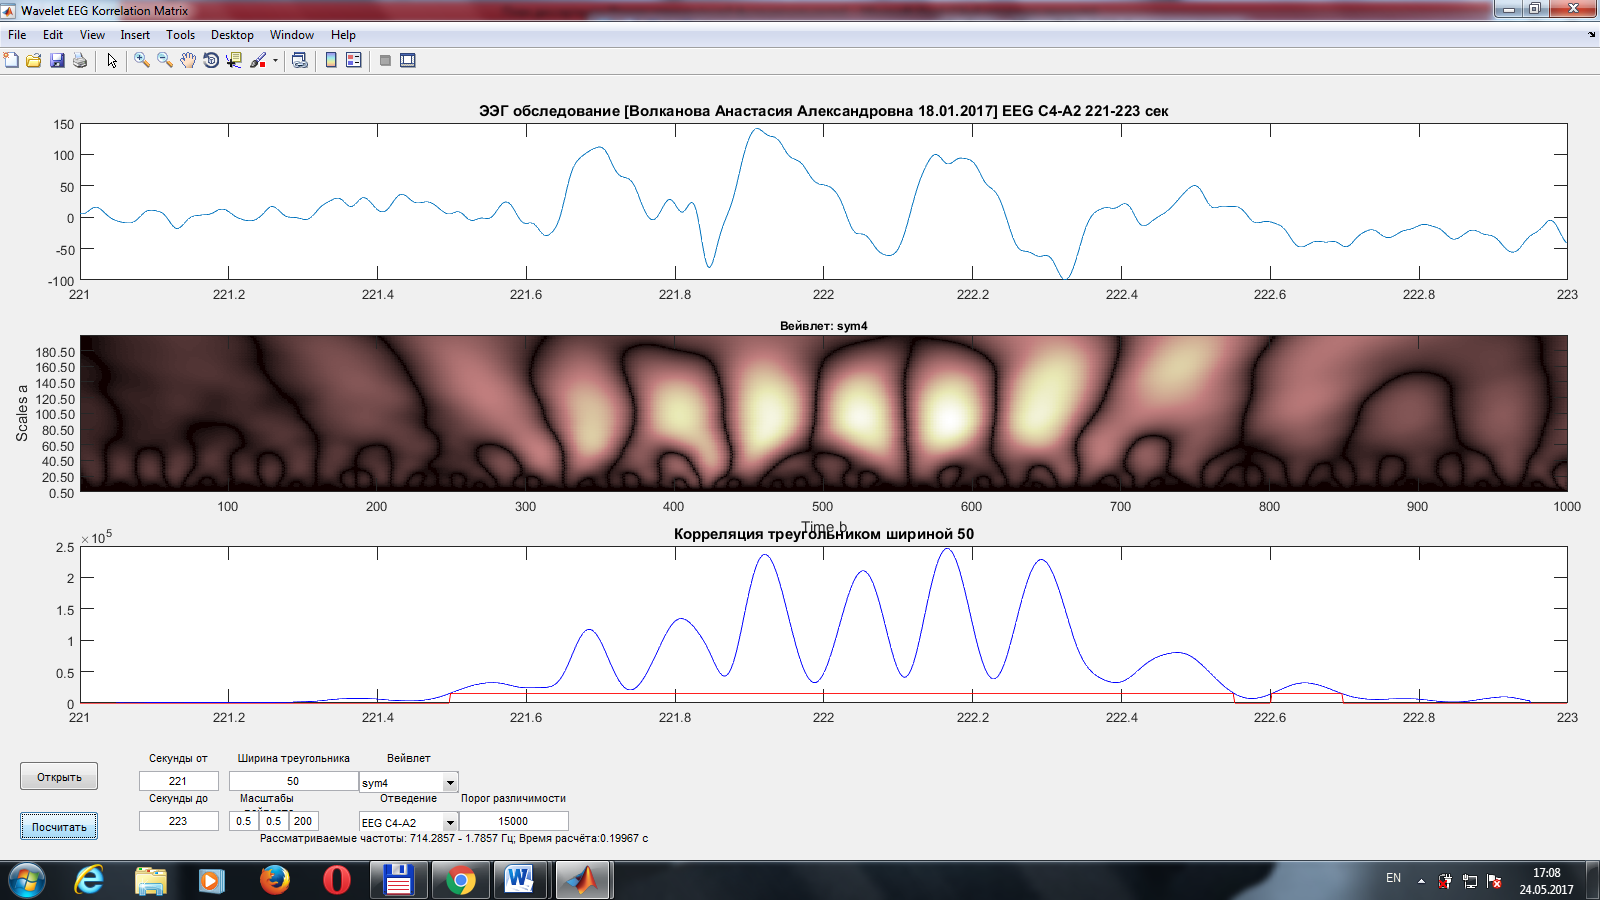 Wavelet EEG Korrelation Matrix
File Edit View Insert Tools Desktop Window Help
ЭЭГ обследование [Волканова Анастасия Александровна 18.01.2017] EEG C4-A2 221-223 сек
150
100
50
0
-50
-100
221 221.2 221.4 221.6 221.8 222 222.2 222.4 222.6 222.8 223
Вейвлет: sym4
Scales a
180.50
160.50
140.50
120.50
100.50
80.50
60.50
40.50
20.50
0.50
100 200 300 400 500 600 700 800 900 1000
Time b
Корреляция треугольником шириной 50
×10^5
2.5
2
1.5
1
0.5
0
221 221.2 221.4 221.6 221.8 222 222.2 222.4 222.6 222.8 223
Секунды от Ширина треугольника Вейвлет
Открыть 221 50 sym4
Секунды до Масштабы Отведение Порог различимости
Посчитать 223 0.5 0.5 200 EEG C4-A2 15000
Рассматриваемые частоты: 714.2857 - 1.7857 Гц; Время расчёта:0.19967 с
EN 17:08
24.05.2017